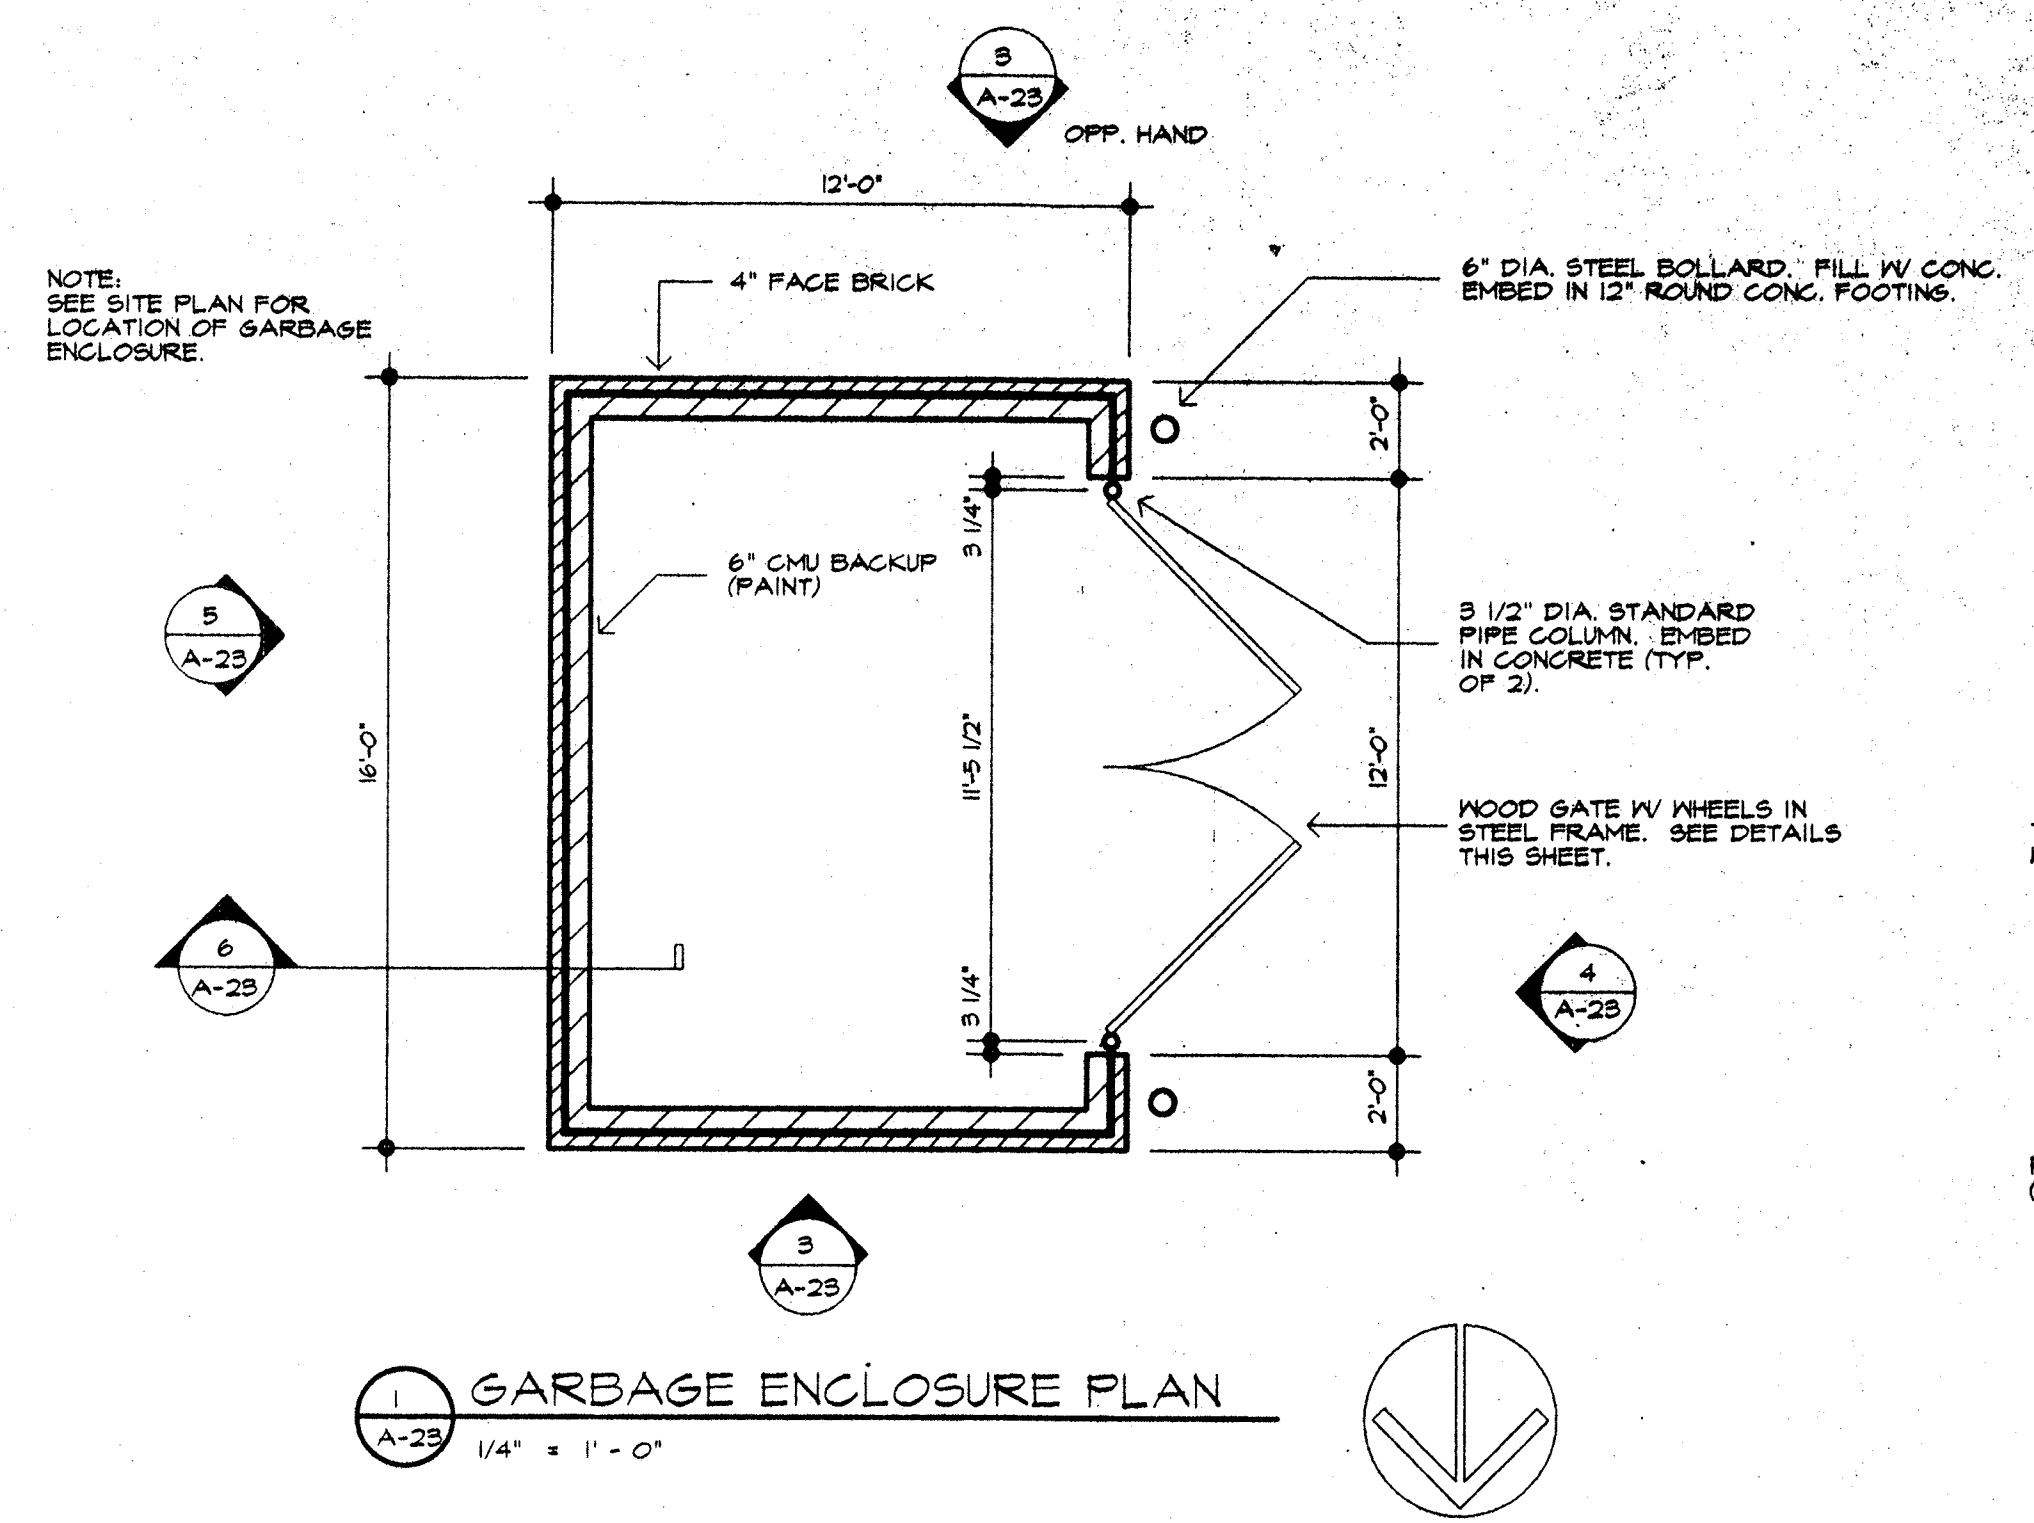 3
A-23
OPP. HAND
12'-0"
NOTE:
SEE SITE PLAN FOR
LOCATION OF GARBAGE
ENCLOSURE.
4" FACE BRICK
6" DIA. STEEL BOLLARD. FILL W/ CONC.
EMBED IN 12" ROUND CONC. FOOTING.
2'-0"
3 1/4"
6" CMU BACKUP
(PAINT)
5
A-23
3 1/2" DIA. STANDARD
PIPE COLUMN. EMBED
IN CONCRETE (TYP.
OF 2).
16'-0"
11'-5 1/2"
12'-0"
WOOD GATE W/ WHEELS IN
STEEL FRAME. SEE DETAILS
THIS SHEET.
6
A-23
3 1/4"
4
A-23
2'-0"
3
A-23
1
A-23
GARBAGE ENCLOSURE PLAN
1/4" = 1' - 0"